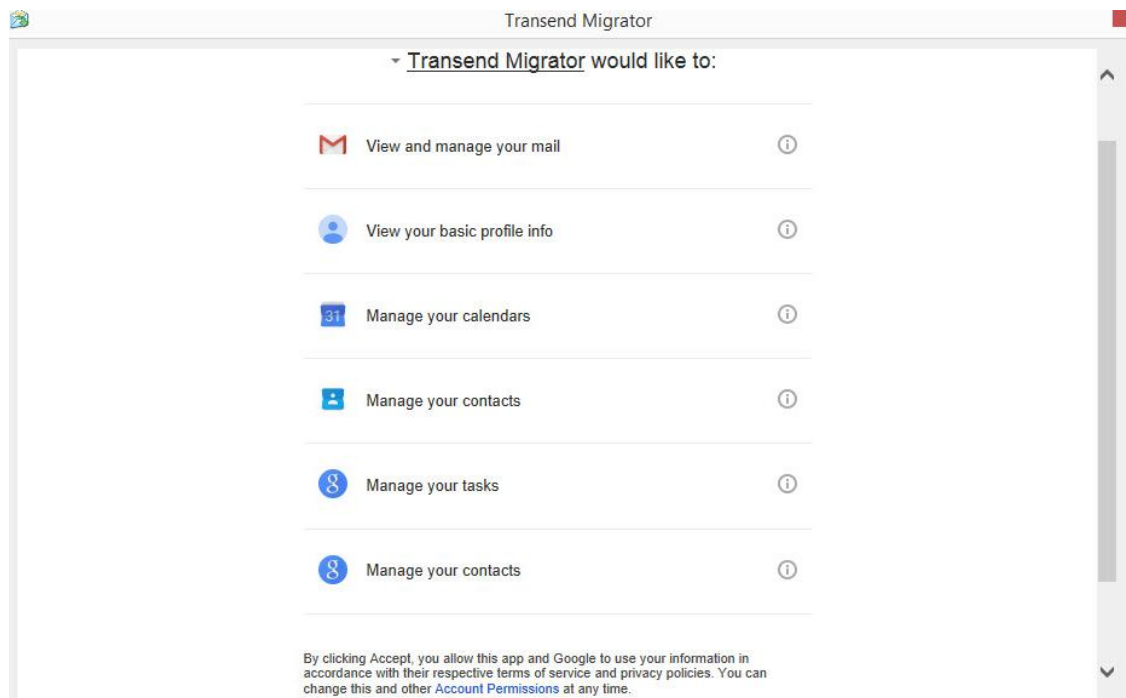 Transend Migrator
Transend Migrator would like to:
View and manage your mail
View your basic profile info
31
Manage your calendars
Manage your contacts
8
Manage your tasks
8
Manage your contacts
By clicking Accept, you allow this app and Google to use your information in
accordance with their respective terms of service and privacy policies. You can
change this and other Account Permissions at any time.